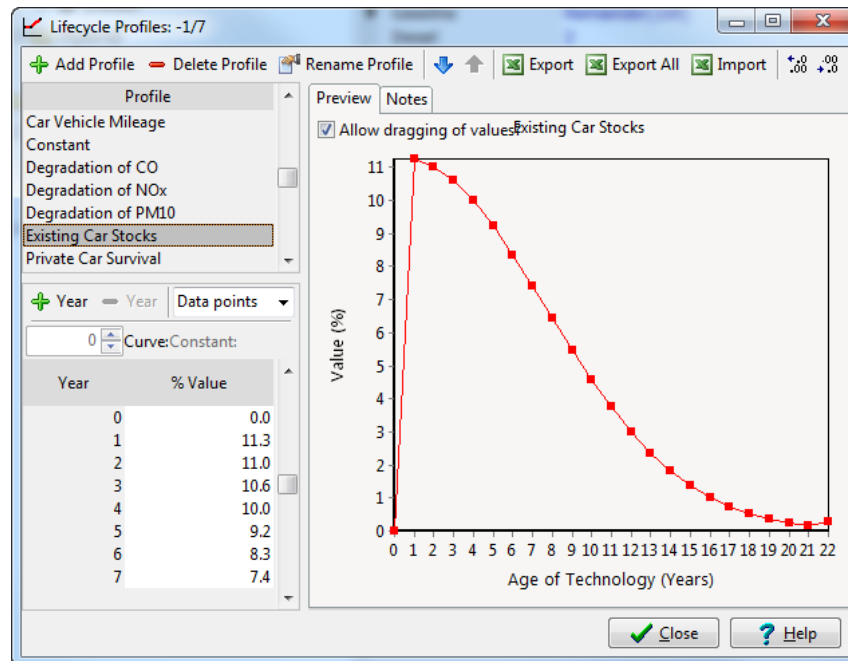 Lifecycle Profiles: -1/7
Add Profile Delete Profile Rename Profile Export Export All Import
Profile
Car Vehicle Mileage
Constant
Degradation of CO
Degradation of NOx
Degradation of PM10
Existing Car Stocks
Private Car Survival
Year Year Data points
0 Curve:Constant:
Year % Value
0 0.0
1 11.3
2 11.0
3 10.6
4 10.0
5 9.2
6 8.3
7 7.4
Preview Notes
Allow dragging of values? Existing Car Stocks
Value (%)
11
10
9
8
7
6
5
4
3
2
1
0
0 1 2 3 4 5 6 7 8 9 10 11 12 13 14 15 16 17 18 19 20 21 22
Age of Technology (Years)
Close Help